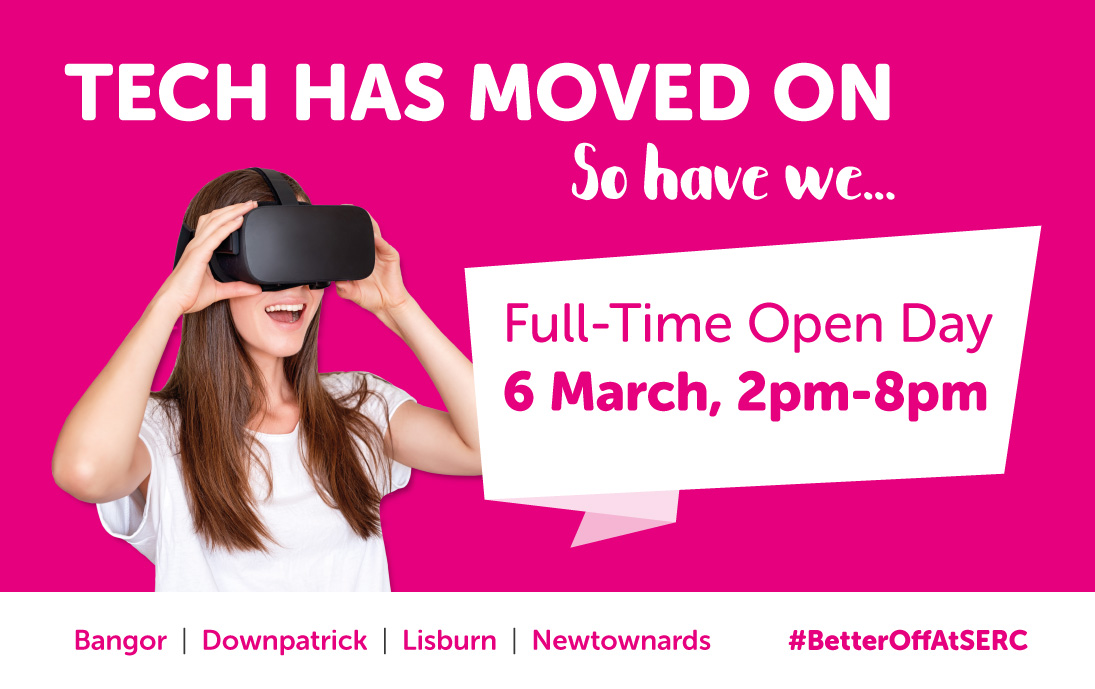 TECH HAS MOVED ON
So have we...
Full-Time Open Day
6 March, 2pm-8pm
Bangor | Downpatrick | Lisburn | Newtownards #BetterOffAtSERC